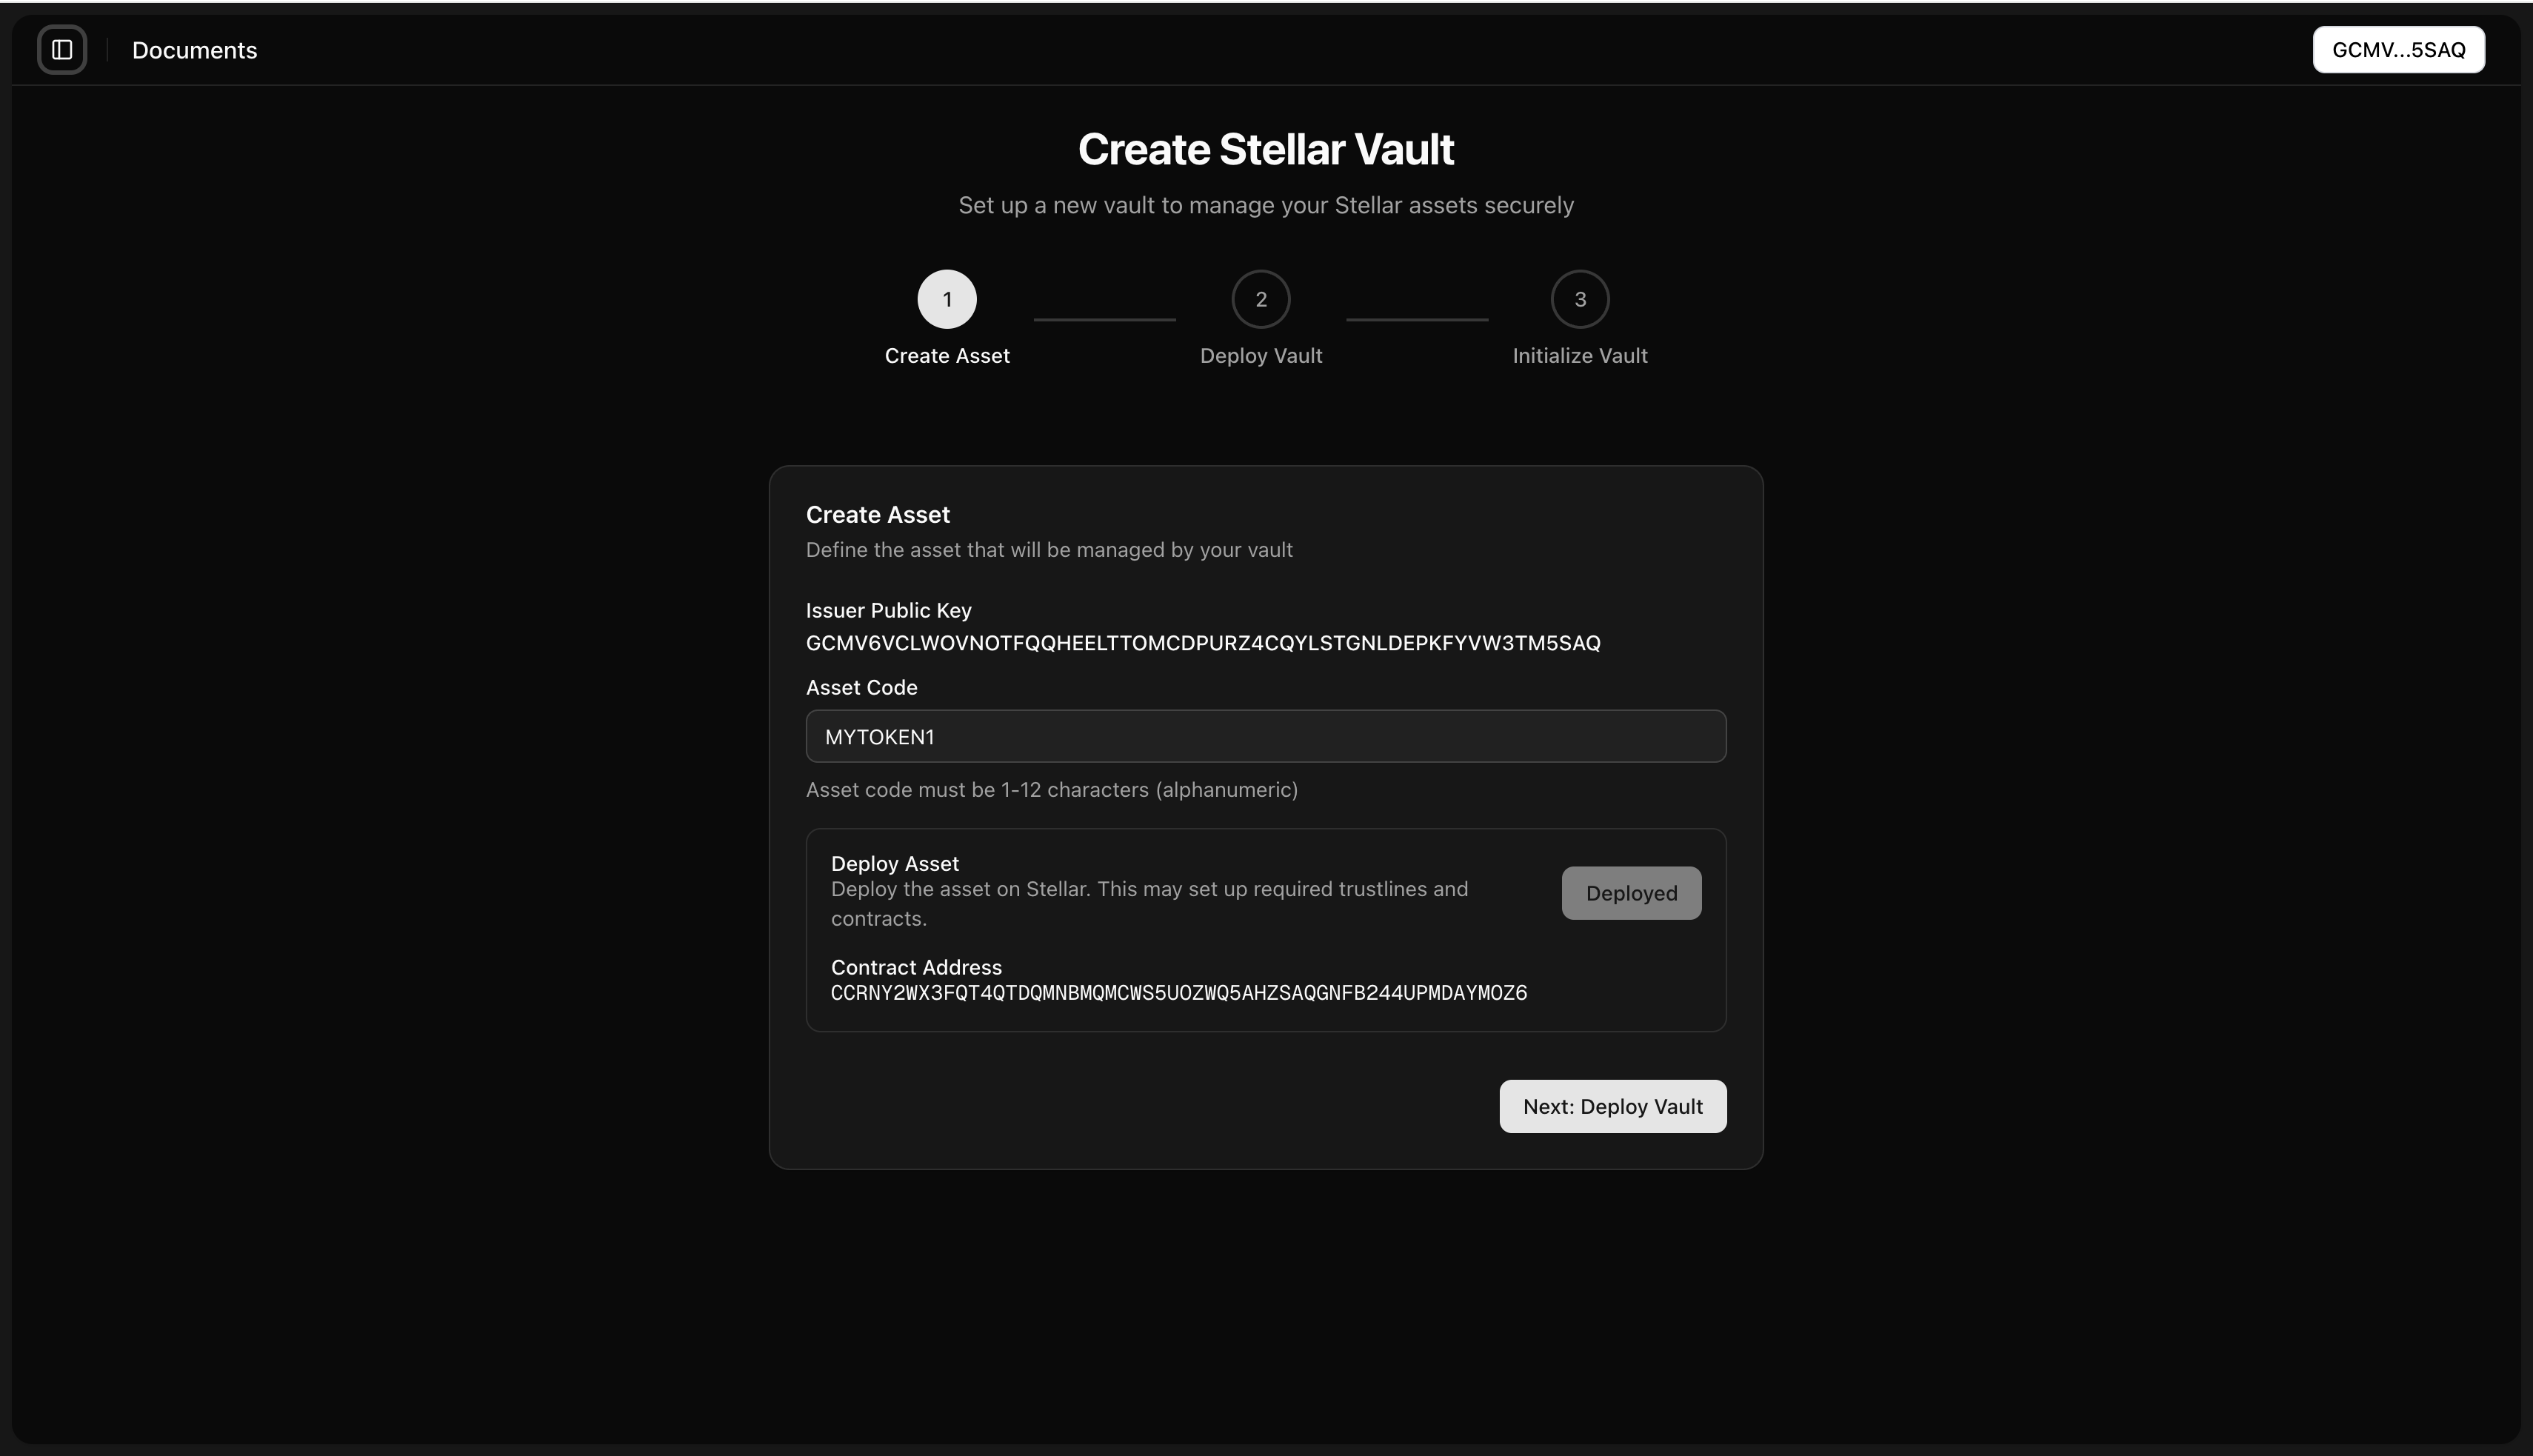 Documents
GCMV...5SAQ
Create Stellar Vault
Set up a new vault to manage your Stellar assets securely
1
2
3
Create Asset
Deploy Vault
Initialize Vault
Create Asset
Define the asset that will be managed by your vault
Issuer Public Key
GCMV6VCLWOVNOTFQQHEELTTOMCDPURZ4CQYLSTGNLDEPKFYVW3TM5SAQ
Asset Code
MYTOKEN1
Asset code must be 1-12 characters (alphanumeric)
Deploy Asset
Deploy the asset on Stellar. This may set up required trustlines and
contracts.
Deployed
Contract Address
CCRNY2WX3FQT4QTDQMNBMQMCWS5UOZWQ5AHZSAQGNFB244UPMDAYMOZ6
Next: Deploy Vault